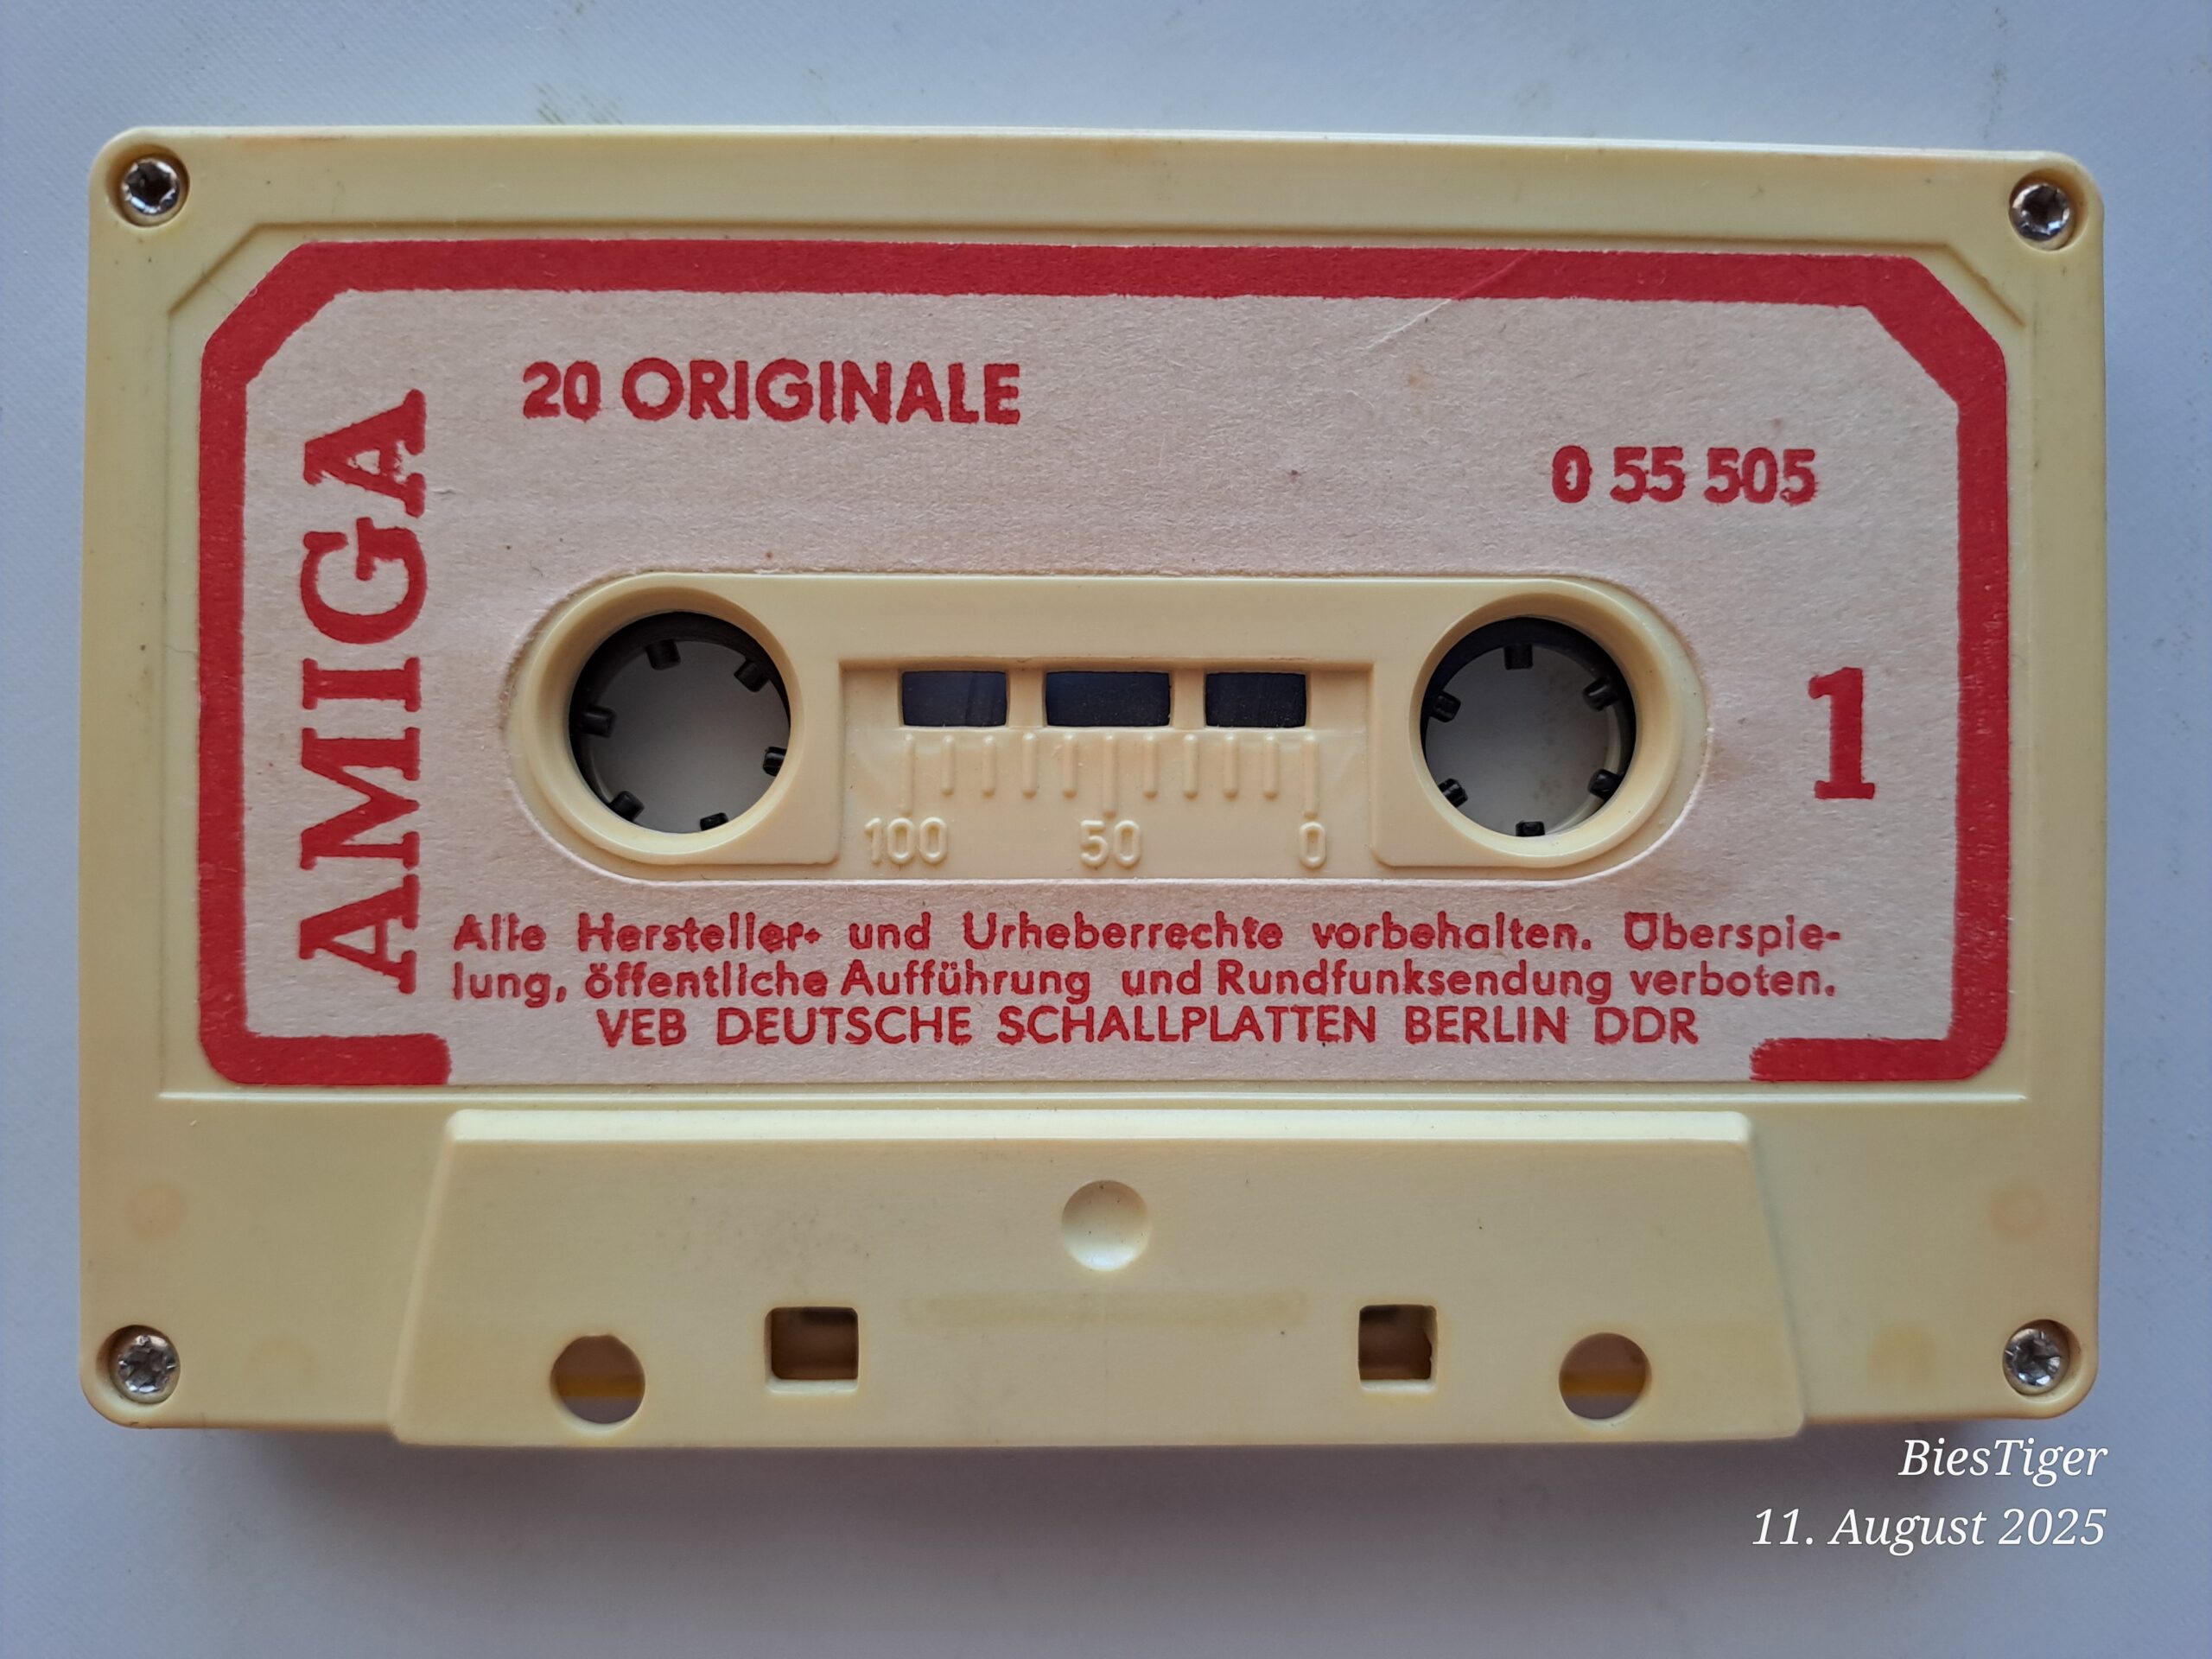 20 ORIGINALE
0 55 505
AMIGA
1
100 50 0
Alle Hersteller- und Urheberrechte vorbehalten. Überspie-
lung, öffentliche Aufführung und Rundfunksendung verboten.
VEB DEUTSCHE SCHALLPLATTEN BERLIN DDR
BiesTiger
11. August 2025